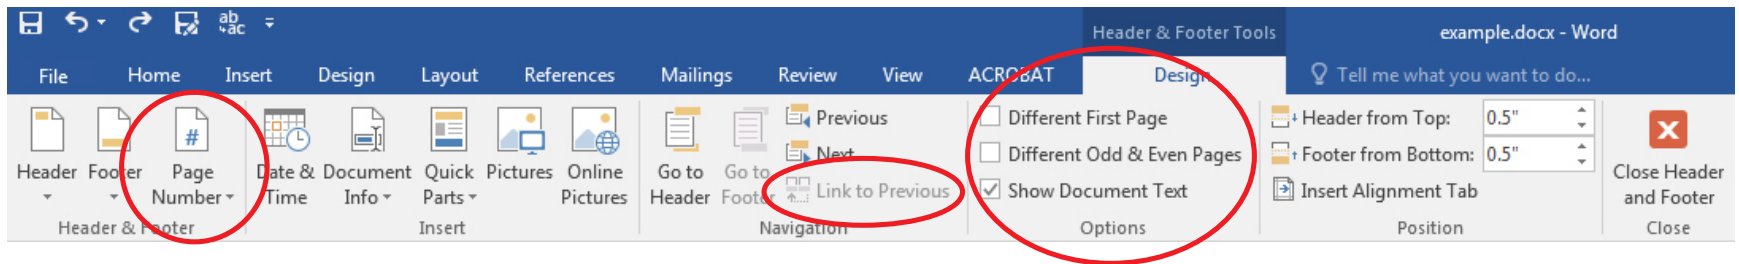 ab
ac
Header & Footer Tools
example.docx - Word
File Home Insert Design Layout References Mailings Review View ACROBAT Design Tell me what you want to do...
Header
Footer
#
Page
Number
Header & Footer
Date &
Time
Document
Info
Quick
Parts
Pictures
Online
Pictures
Insert
Go to
Header
Go to
Footer
Previous
Next
Link to Previous
Navigation
Different First Page
Different Odd & Even Pages
Show Document Text
Options
Header from Top: 0.5"
Footer from Bottom: 0.5"
Insert Alignment Tab
Position
Close Header
and Footer
Close